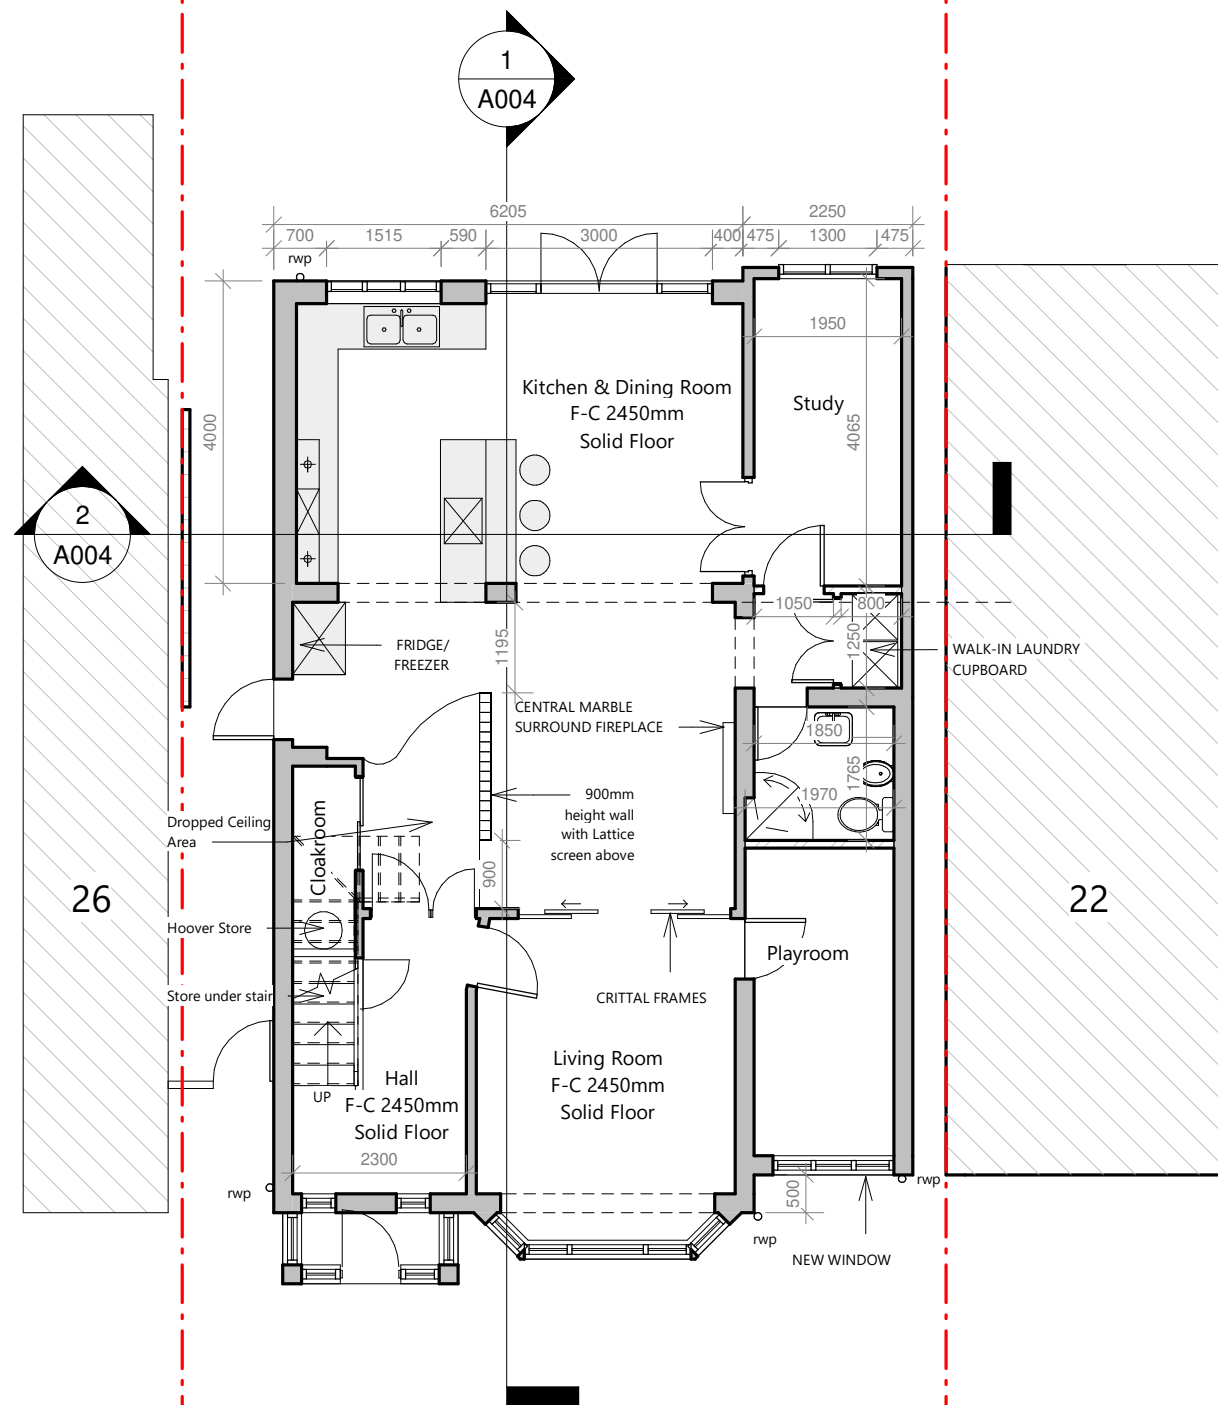 1
A004
6205
2250
700
1515
590
3000
400
475
1300
475
rwp
1950
Kitchen & Dining Room
F-C 2450mm
Solid Floor
Study
4000
4065
2
A004
1050
800
1195
1250
FRIDGE/
FREEZER
WALK-IN LAUNDRY
CUPBOARD
CENTRAL MARBLE
SURROUND FIREPLACE
1850
1765
1970
900mm
height wall
with Lattice
screen above
Dropped Ceiling
Area
Cloakroom
900
26
22
Hoover Store
Playroom
Store under stair
CRITTAL FRAMES
Living Room
F-C 2450mm
Solid Floor
Hall
F-C 2450mm
Solid Floor
UP
2300
rwp
500
rwp
rwp
NEW WINDOW